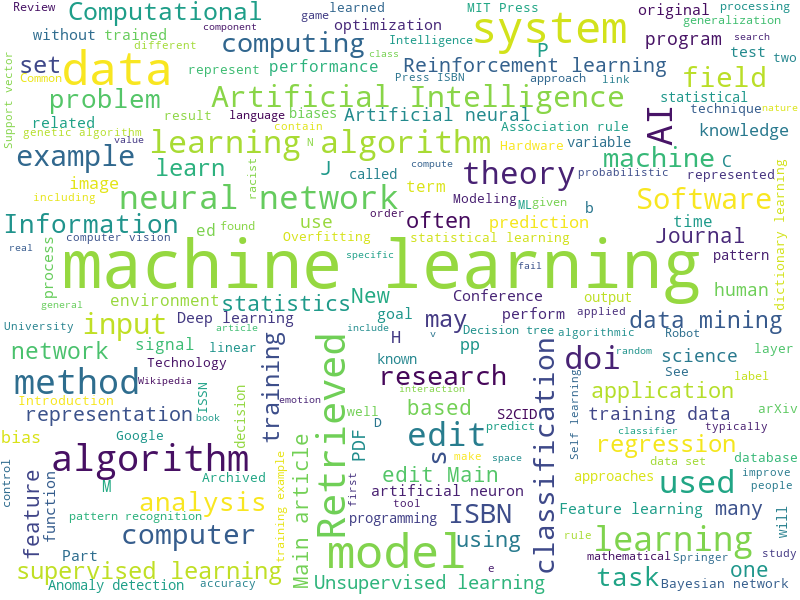 Review
Computational
game
learned
MIT Press
original
processing
generalization
component
without
trained
optimization
system
program
search
different
computing
Intelligence
P
test
two
set
data
represent
performance
class
Reinforcement learning
field
Common
Press ISBN
approach
link
statistical
Support vector
problem
Artificial Intelligence
technique
nature
related
result
language
biases
Artificial neural
Association rule
AI
knowledge
genetic algorithm
contain
variable
value
learning algorithm
N
Hardware
compute
example
learn
J
called
theory
probabilistic
machine
C
represented
image
racist
term
Modeling
ML
given
Software
including
neural network
order
often
prediction
b
time
dictionary learning
Information
ed
found
use
Overfitting
statistical learning
Journal
real
computer vision
specific
fail
pattern
process
machine learning
human
general
environment
statistics
New
Conference
output
applied
input
Deep learning
goal
may
perform
data mining
University
article
include
v
Decision tree
algorithmic
Robot
random
network
signal
linear
H
pp
doi
science
layer
Technology
known
See
method
Wikipedia
training
Retrieved
research
interaction
classification
Self learning
application
label
Introduction
ISSN
book
decision
emotion
well
based
S2CID
training data
arXiv
representation
D
predict
classifier
typically
bias
Google
PDF
edit
regression
control
algorithm
s
make
space
approaches
data set
database
feature
function
M
Archived
training example
Main article
first
edit Main
artificial neuron
tool
used
improve
people
analysis
programming
ISBN
Feature learning
many
will
pattern recognition
computer
using
rule
learning
Part
model
mathematical
Springer
study
supervised learning
e
task
one
Anomaly detection
accuracy
Unsupervised learning
Bayesian network